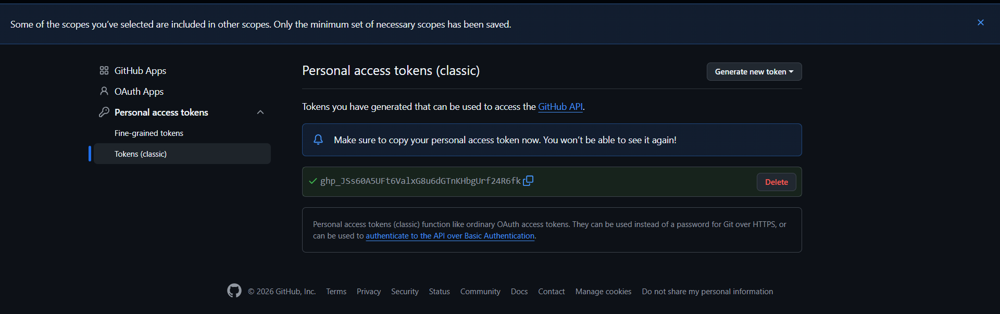 Some of the scopes you’ve selected are included in other scopes. Only the minimum set of necessary scopes has been saved.
GitHub Apps
OAuth Apps
Personal access tokens
Fine-grained tokens
Tokens (classic)
Personal access tokens (classic)
Generate new token
Tokens you have generated that can be used to access the GitHub API.
Make sure to copy your personal access token now. You won’t be able to see it again!
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
Delete
Personal access tokens (classic) function like ordinary OAuth access tokens. They can be used instead of a password for Git over HTTPS, or
can be used to authenticate to the API over Basic Authentication.
© 2026 GitHub, Inc. Terms Privacy Security Status Community Docs Contact Manage cookies Do not share my personal information